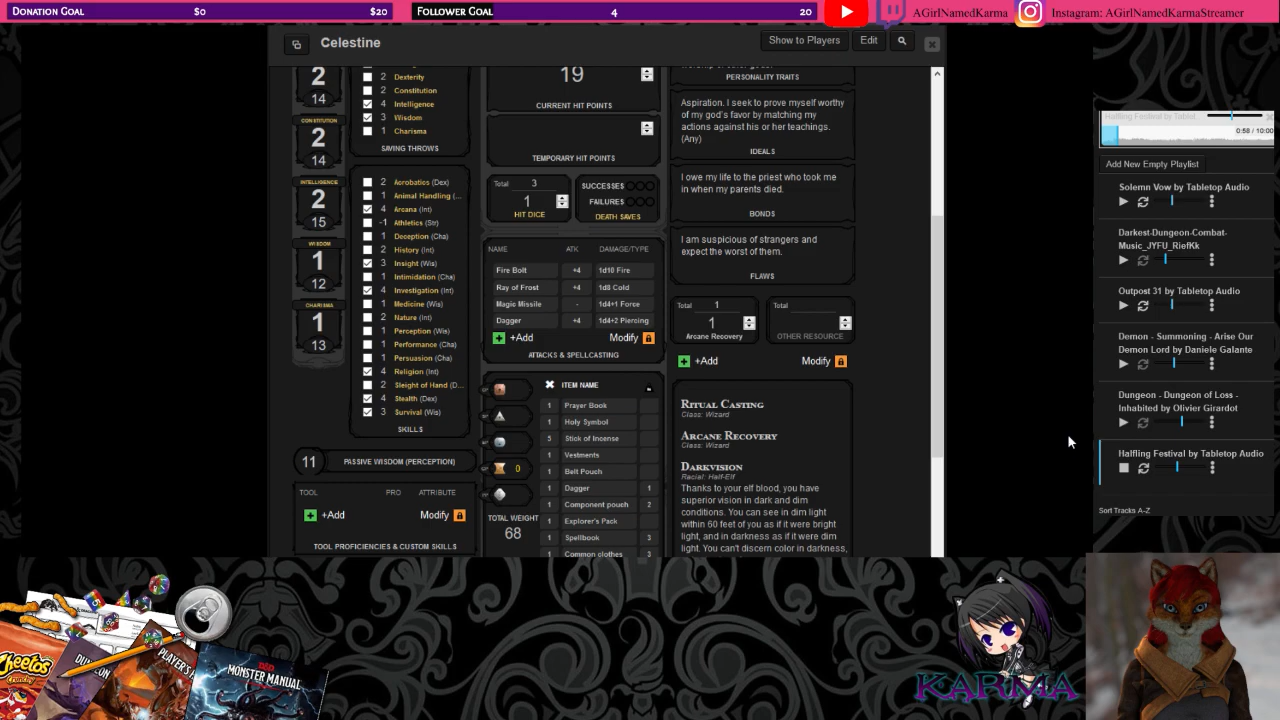 DONATION GOAL $0 $20 FOLLOWER GOAL 4 20 AGirlNamedKarma Instagram: AGirlNamedKarmaStreamer
Celestine Show to Players Edit
2
14
CONSTITUTION
2
14
INTELLIGENCE
2
15
WISDOM
1
12
CHARISMA
1
13
2 Dexterity
2 Constitution
4 Intelligence
3 Wisdom
1 Charisma
SAVING THROWS
2 Acrobatics (Dex)
1 Animal Handling (...
4 Arcana (Int)
-1 Athletics (Str)
1 Deception (Cha)
2 History (Int)
3 Insight (Wis)
1 Intimidation (Cha)
4 Investigation (Int)
1 Medicine (Wis)
2 Nature (Int)
1 Perception (Wis)
1 Performance (Cha)
1 Persuasion (Cha)
4 Religion (Int)
2 Sleight of Hand (D...
4 Stealth (Dex)
3 Survival (Wis)
SKILLS
11 PASSIVE WISDOM (PERCEPTION)
TOOL PRO ATTRIBUTE
+Add Modify
TOOL PROFICIENCIES & CUSTOM SKILLS
19
CURRENT HIT POINTS
TEMPORARY HIT POINTS
Total 3
1
HIT DICE
SUCCESSES
FAILURES
DEATH SAVES
NAME ATK DAMAGE/TYPE
Fire Bolt +4 1d10 Fire
Ray of Frost +4 1d8 Cold
Magic Missile - 1d4+1 Force
Dagger +4 1d4+2 Piercing
+Add Modify
ATTACKS & SPELLCASTING
0
TOTAL WEIGHT
68
ITEM NAME
1 Prayer Book
1 Holy Symbol
5 Stick of Incense
1 Vestments
1 Belt Pouch
1 Dagger 1
1 Component pouch 2
1 Explorer's Pack
1 Spellbook 3
1 Common clothes 3
PERSONALITY TRAITS
Aspiration. I seek to prove myself worthy
of my god's favor by matching my
actions against his or her teachings.
(Any)
IDEALS
I owe my life to the priest who took me
in when my parents died.
BONDS
I am suspicious of strangers and
expect the worst of them.
FLAWS
Total 1
1
Arcane Recovery
Total
OTHER RESOURCE
+Add Modify
RITUAL CASTING
Class: Wizard
ARCANE RECOVERY
Class: Wizard
DARKVISION
Racial: Half-Elf
Thanks to your elf blood, you have
superior vision in dark and dim
conditions. You can see in dim light
within 60 feet of you as if it were bright
light, and in darkness as if it were dim
light. You can't discern color in darkness,
Halfling Festival by Tablet...
0:58 / 10:00
Add New Empty Playlist
Solemn Vow by Tabletop Audio
Darkest-Dungeon-Combat-
Music_JYFU_RiefKk
Outpost 31 by Tabletop Audio
Demon - Summoning - Arise Our
Demon Lord by Daniele Galante
Dungeon - Dungeon of Loss -
Inhabited by Olivier Girardot
Halfling Festival by Tabletop Audio
Sort Tracks A-Z
Cheetos
Crunchy
MONSTER MANUAL
KARMA